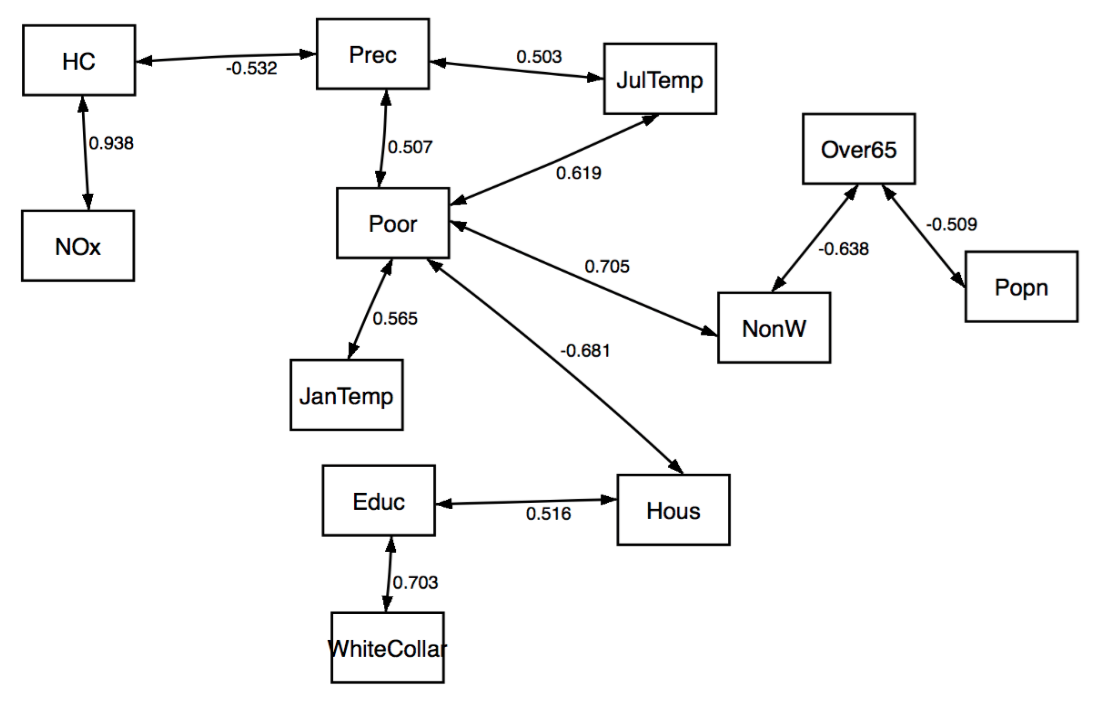 HC
-0.532
Prec
0.503
JulTemp
0.938
0.507
0.619
Over65
NOx
Poor
-0.638
-0.509
0.705
NonW
Popn
0.565
-0.681
JanTemp
Educ
0.516
Hous
0.703
WhiteCollar